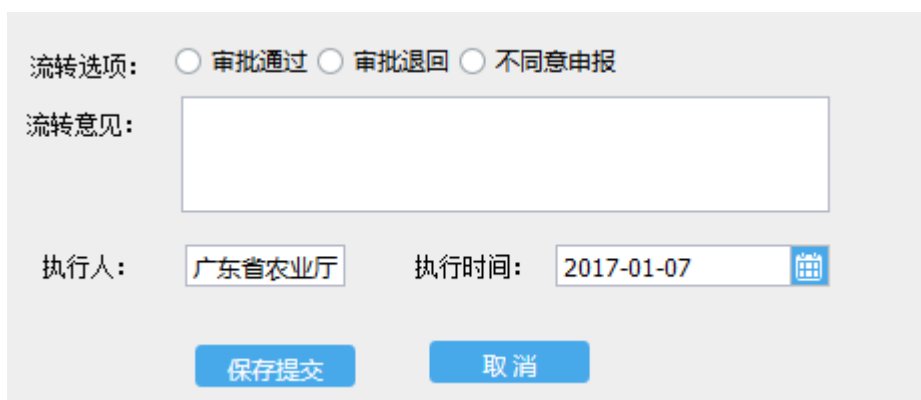 流转选项： 审批通过 审批退回 不同意申报
流转意见：
执行人： 广东省农业厅 执行时间： 2017-01-07
保存提交 取消